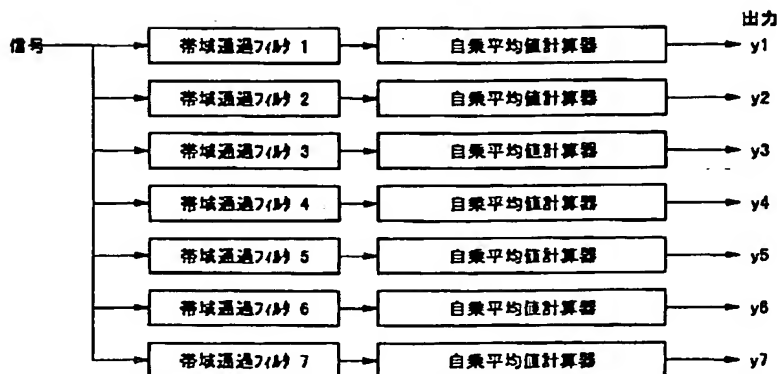 出力
信号 帯域通過フィルタ 1 自乗平均値計算器 y1
帯域通過フィルタ 2 自乗平均値計算器 y2
帯域通過フィルタ 3 自乗平均値計算器 y3
帯域通過フィルタ 4 自乗平均値計算器 y4
帯域通過フィルタ 5 自乗平均値計算器 y5
帯域通過フィルタ 6 自乗平均値計算器 y6
帯域通過フィルタ 7 自乗平均値計算器 y7